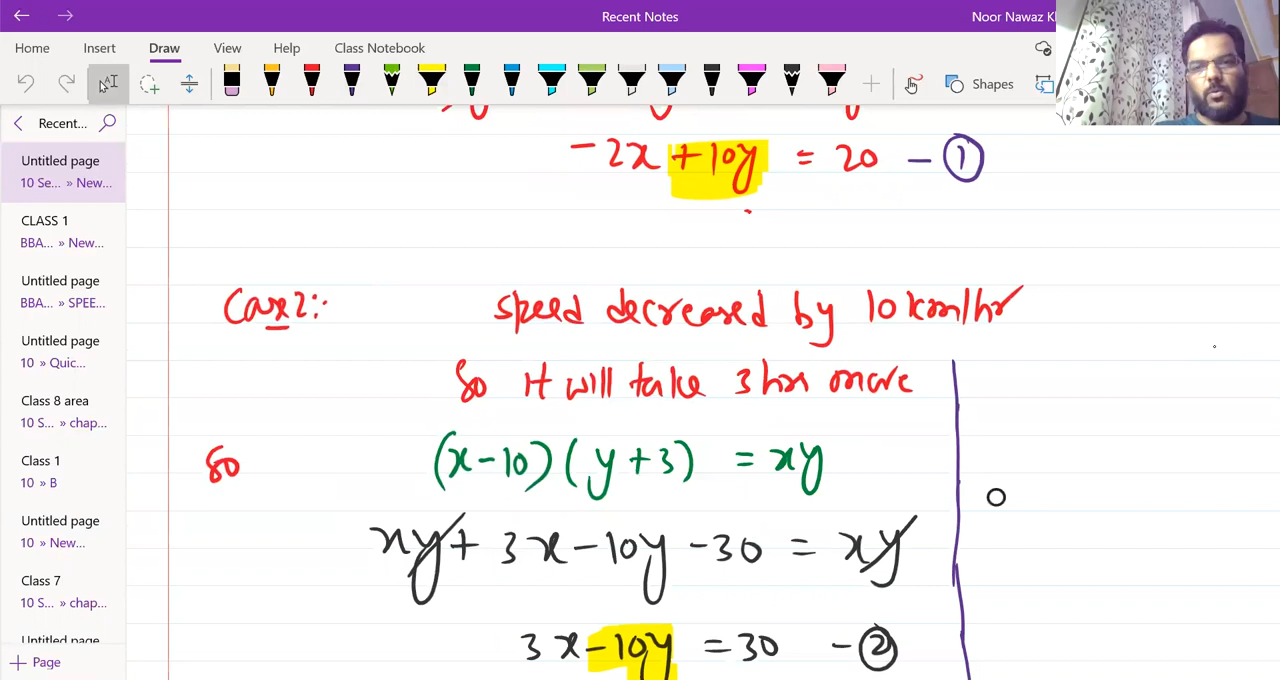 Recent Notes
Noor Nawaz Kh
Home Insert Draw View Help Class Notebook
Shapes
Recent...
Untitled page
10 Se... » New...
CLASS 1
BBA... » New...
Untitled page
BBA... » SPEE...
Untitled page
10 » Quic...
Class 8 area
10 S... » chap...
Class 1
10 » B
Untitled page
10 » New...
Class 7
10 S... » chap...
Untitled page
+ Page
-2x +10y = 20 - ①
Case 2:: speed decreased by 10 km/hr
So it will take 3 hrs more
So (x-10)(y+3) = xy
xy + 3x - 10y - 30 = xy
3x - 10y = 30 - ②